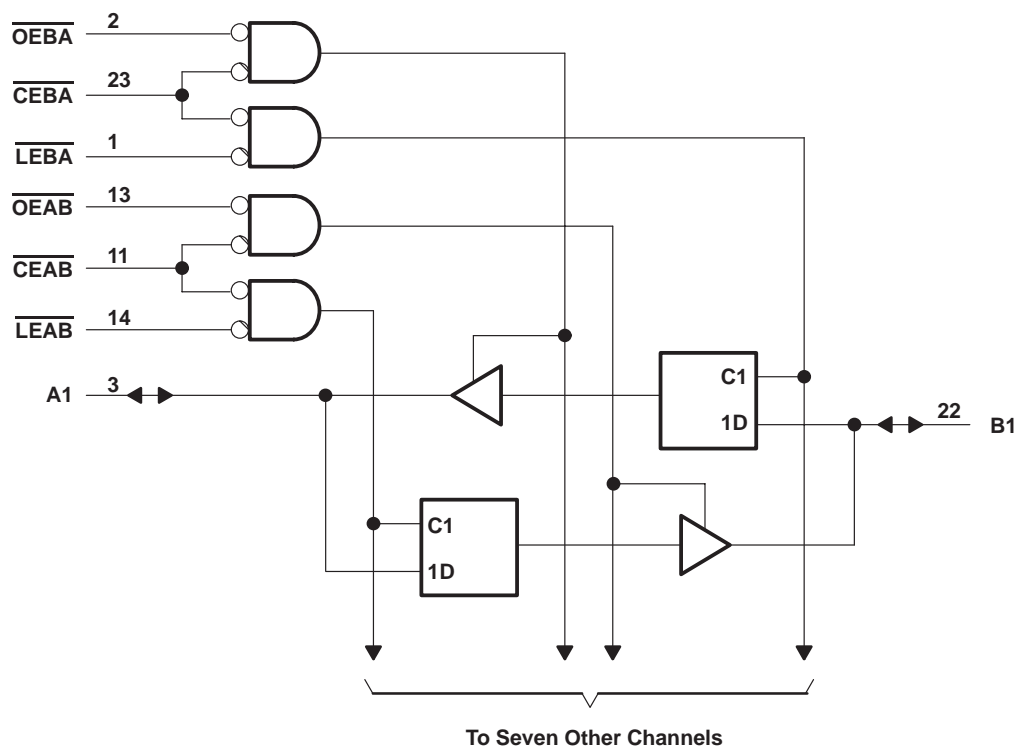 OEBA 2
CEBA 23
LEBA 1
OEAB 13
CEAB 11
LEAB 14
A1 3
C1
1D
22 B1
C1
1D
To Seven Other Channels